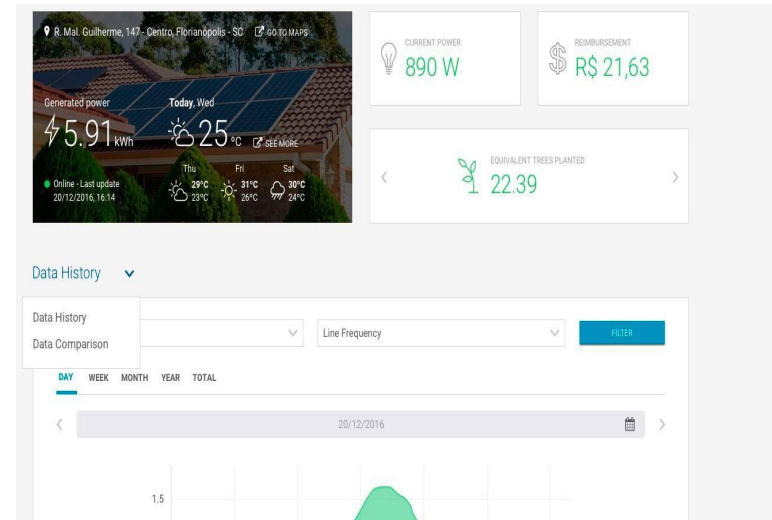 R. Mal. Guilherme, 147 - Centro, Florianópolis - SC GO TO MAPS
Generated power
5.91 kWh
Online - Last update
20/12/2016, 16:14
Today, Wed
25 °C SEE MORE
Thu Fri Sat
29°C 31°C 30°C
23°C 26°C 24°C
CURRENT POWER
890 W
REIMBURSEMENT
R$ 21,63
EQUIVALENT TREES PLANTED
22.39
Data History
Data History
Data Comparison
Line Frequency
FILTER
DAY WEEK MONTH YEAR TOTAL
20/12/2016
1.5